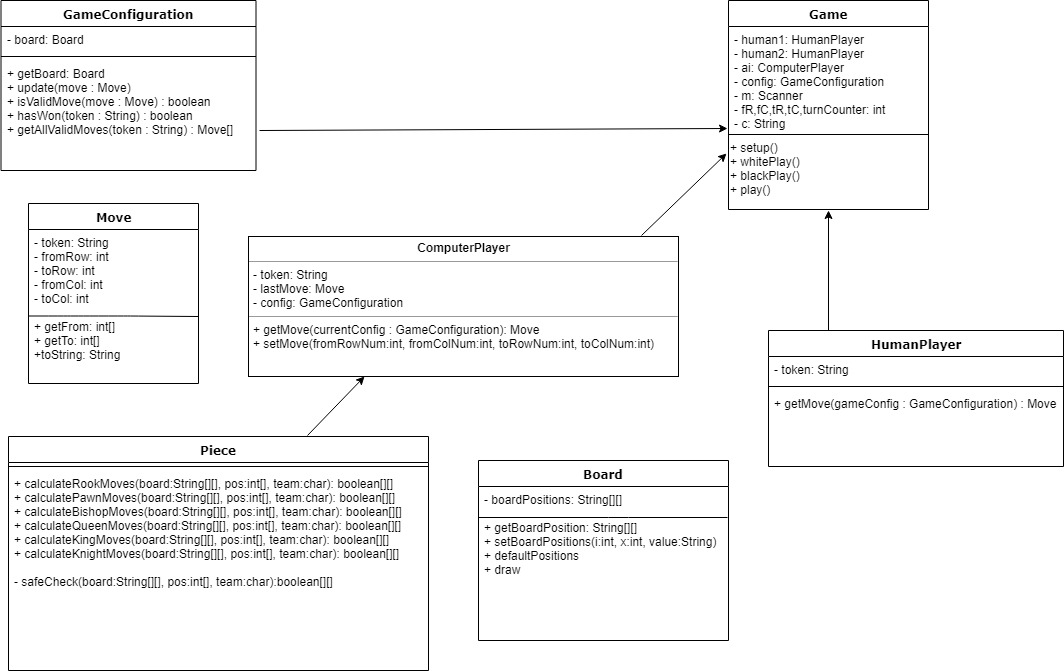 GameConfiguration
- board: Board
+ getBoard: Board
+ update(move : Move)
+ isValidMove(move : Move) : boolean
+ hasWon(token : String) : boolean
+ getAllValidMoves(token : String) : Move[]
Game
- human1: HumanPlayer
- human2: HumanPlayer
- ai: ComputerPlayer
- config: GameConfiguration
- m: Scanner
- fR,fC,tR,tC,turnCounter: int
- c: String
+ setup()
+ whitePlay()
+ blackPlay()
+ play()
Move
- token: String
- fromRow: int
- toRow: int
- fromCol: int
- toCol: int
+ getFrom: int[]
+ getTo: int[]
+toString: String
ComputerPlayer
- token: String
- lastMove: Move
- config: GameConfiguration
+ getMove(currentConfig : GameConfiguration): Move
+ setMove(fromRowNum:int, fromColNum:int, toRowNum:int, toColNum:int)
HumanPlayer
- token: String
+ getMove(gameConfig : GameConfiguration) : Move
Piece
+ calculateRookMoves(board:String[][], pos:int[], team:char): boolean[][]
+ calculatePawnMoves(board:String[][], pos:int[], team:char): boolean[][]
+ calculateBishopMoves(board:String[][], pos:int[], team:char): boolean[][]
+ calculateQueenMoves(board:String[][], pos:int[], team:char): boolean[][]
+ calculateKingMoves(board:String[][], pos:int[], team:char): boolean[][]
+ calculateKnightMoves(board:String[][], pos:int[], team:char): boolean[][]
- safeCheck(board:String[][], pos:int[], team:char):boolean[][]
Board
- boardPositions: String[][]
+ getBoardPosition: String[][]
+ setBoardPositions(i:int, x:int, value:String)
+ defaultPositions
+ draw